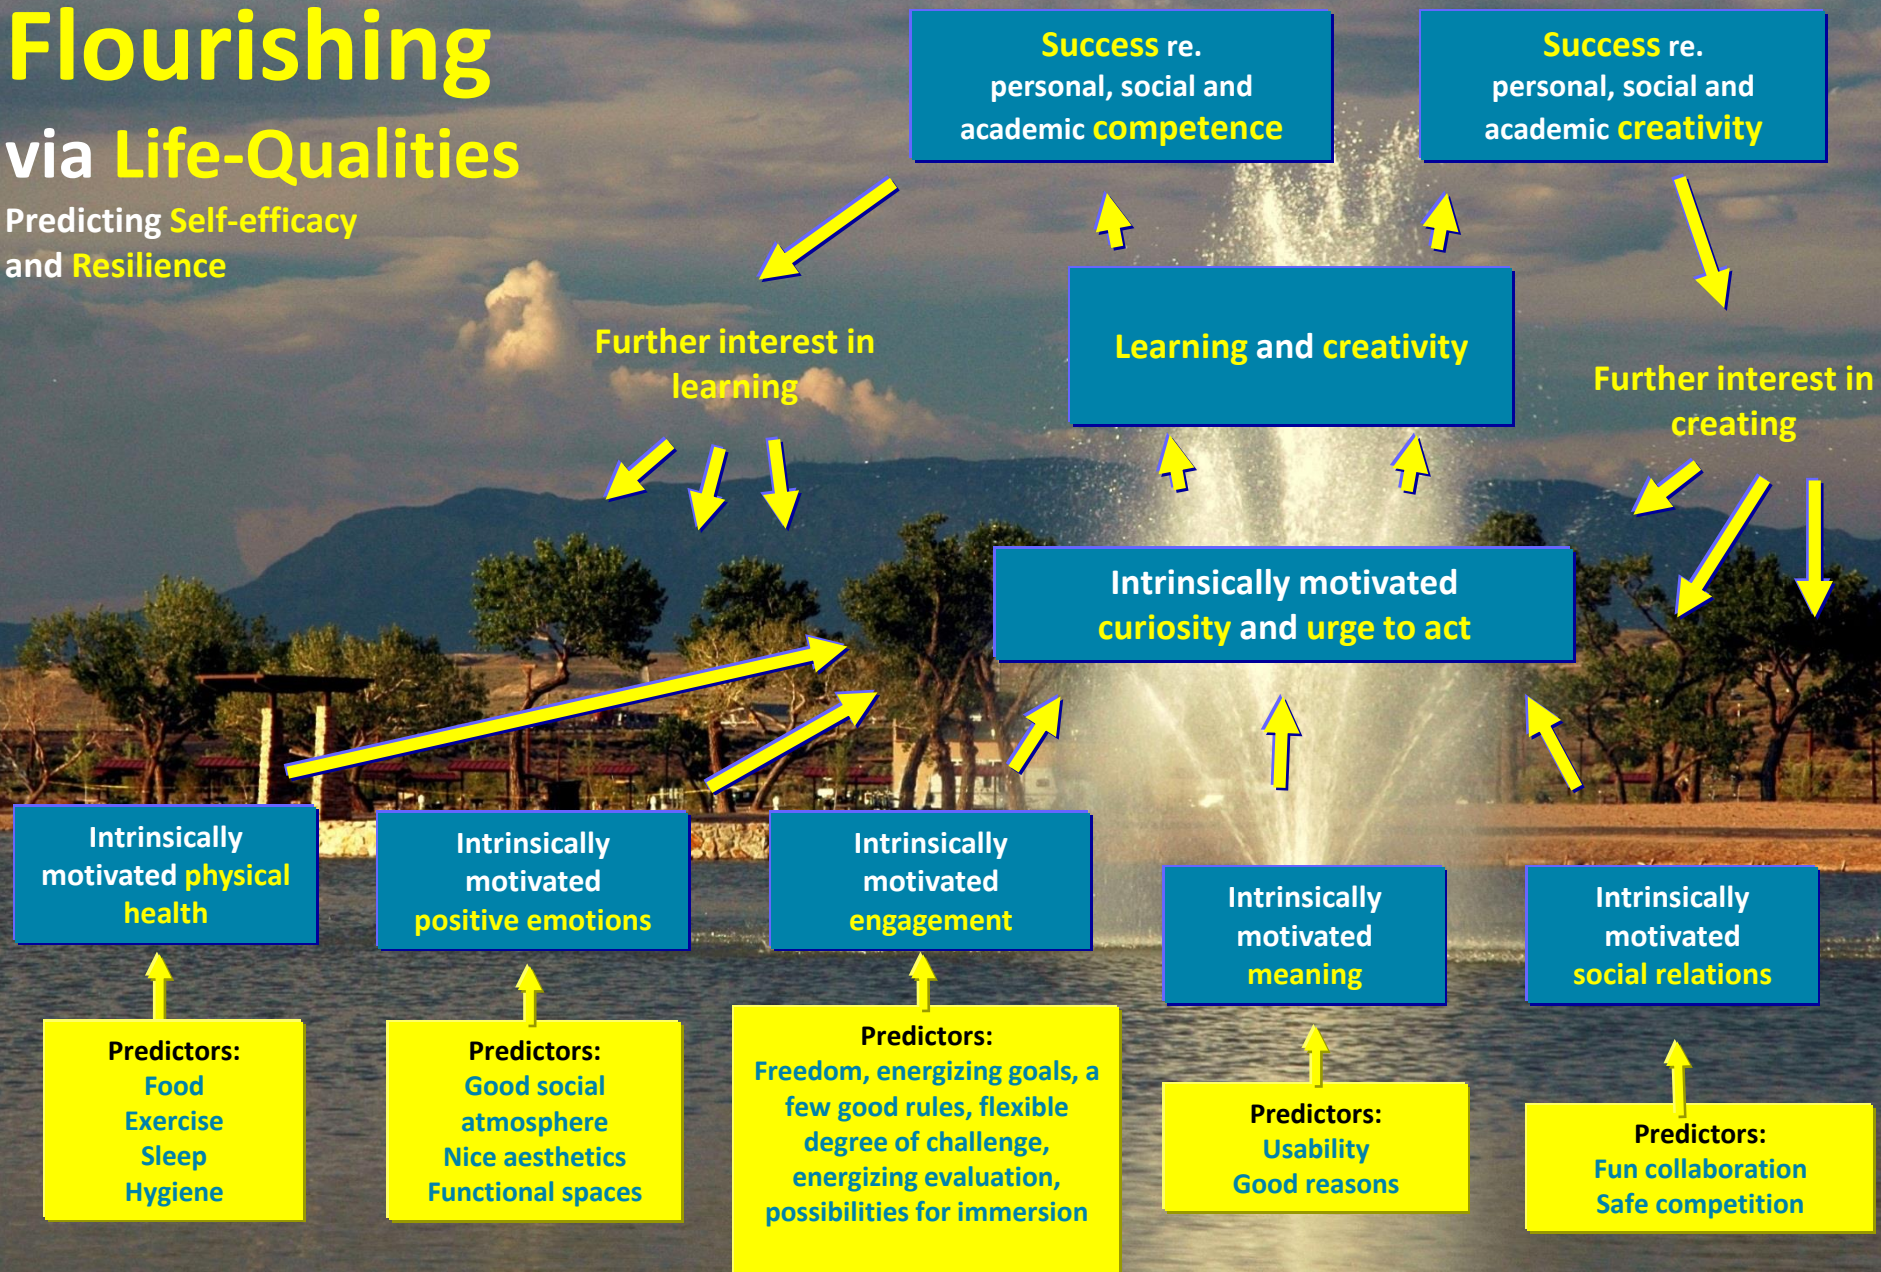 Flourishing
via Life-Qualities
Predicting Self-efficacy
and Resilience
Success re.
personal, social and
academic competence
Success re.
personal, social and
academic creativity
Further interest in
learning
Learning and creativity
Further interest in
creating
Intrinsically motivated
curiosity and urge to act
Intrinsically
motivated physical
health
Intrinsically
motivated
positive emotions
Intrinsically
motivated
engagement
Intrinsically
motivated
meaning
Intrinsically
motivated
social relations
Predictors:
Food
Exercise
Sleep
Hygiene
Predictors:
Good social
atmosphere
Nice aesthetics
Functional spaces
Predictors:
Freedom, energizing goals, a
few good rules, flexible
degree of challenge,
energizing evaluation,
possibilities for immersion
Predictors:
Usability
Good reasons
Predictors:
Fun collaboration
Safe competition